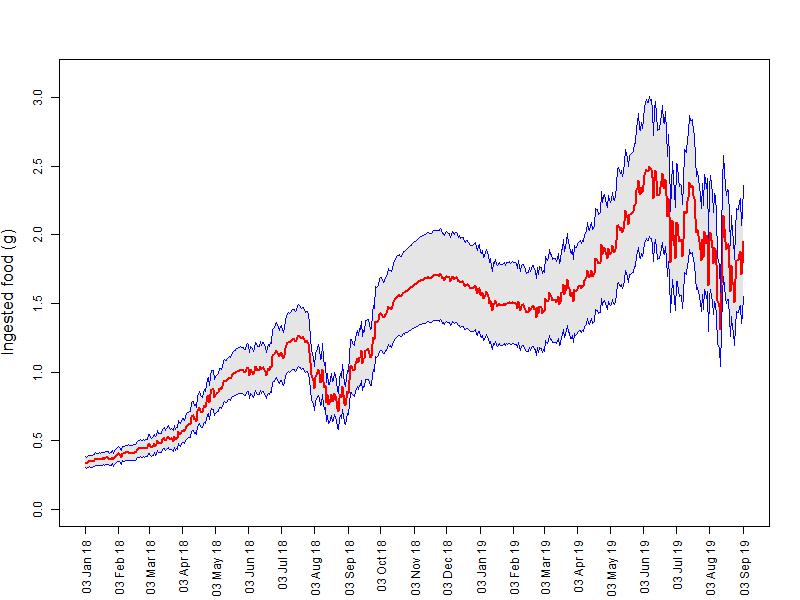 Ingested food (g)
3.0
2.5
2.0
1.5
1.0
0.5
0.0
03 Jan 18
03 Feb 18
03 Mar 18
03 Apr 18
03 May 18
03 Jun 18
03 Jul 18
03 Aug 18
03 Sep 18
03 Oct 18
03 Nov 18
03 Dec 18
03 Jan 19
03 Feb 19
03 Mar 19
03 Apr 19
03 May 19
03 Jun 19
03 Jul 19
03 Aug 19
03 Sep 19